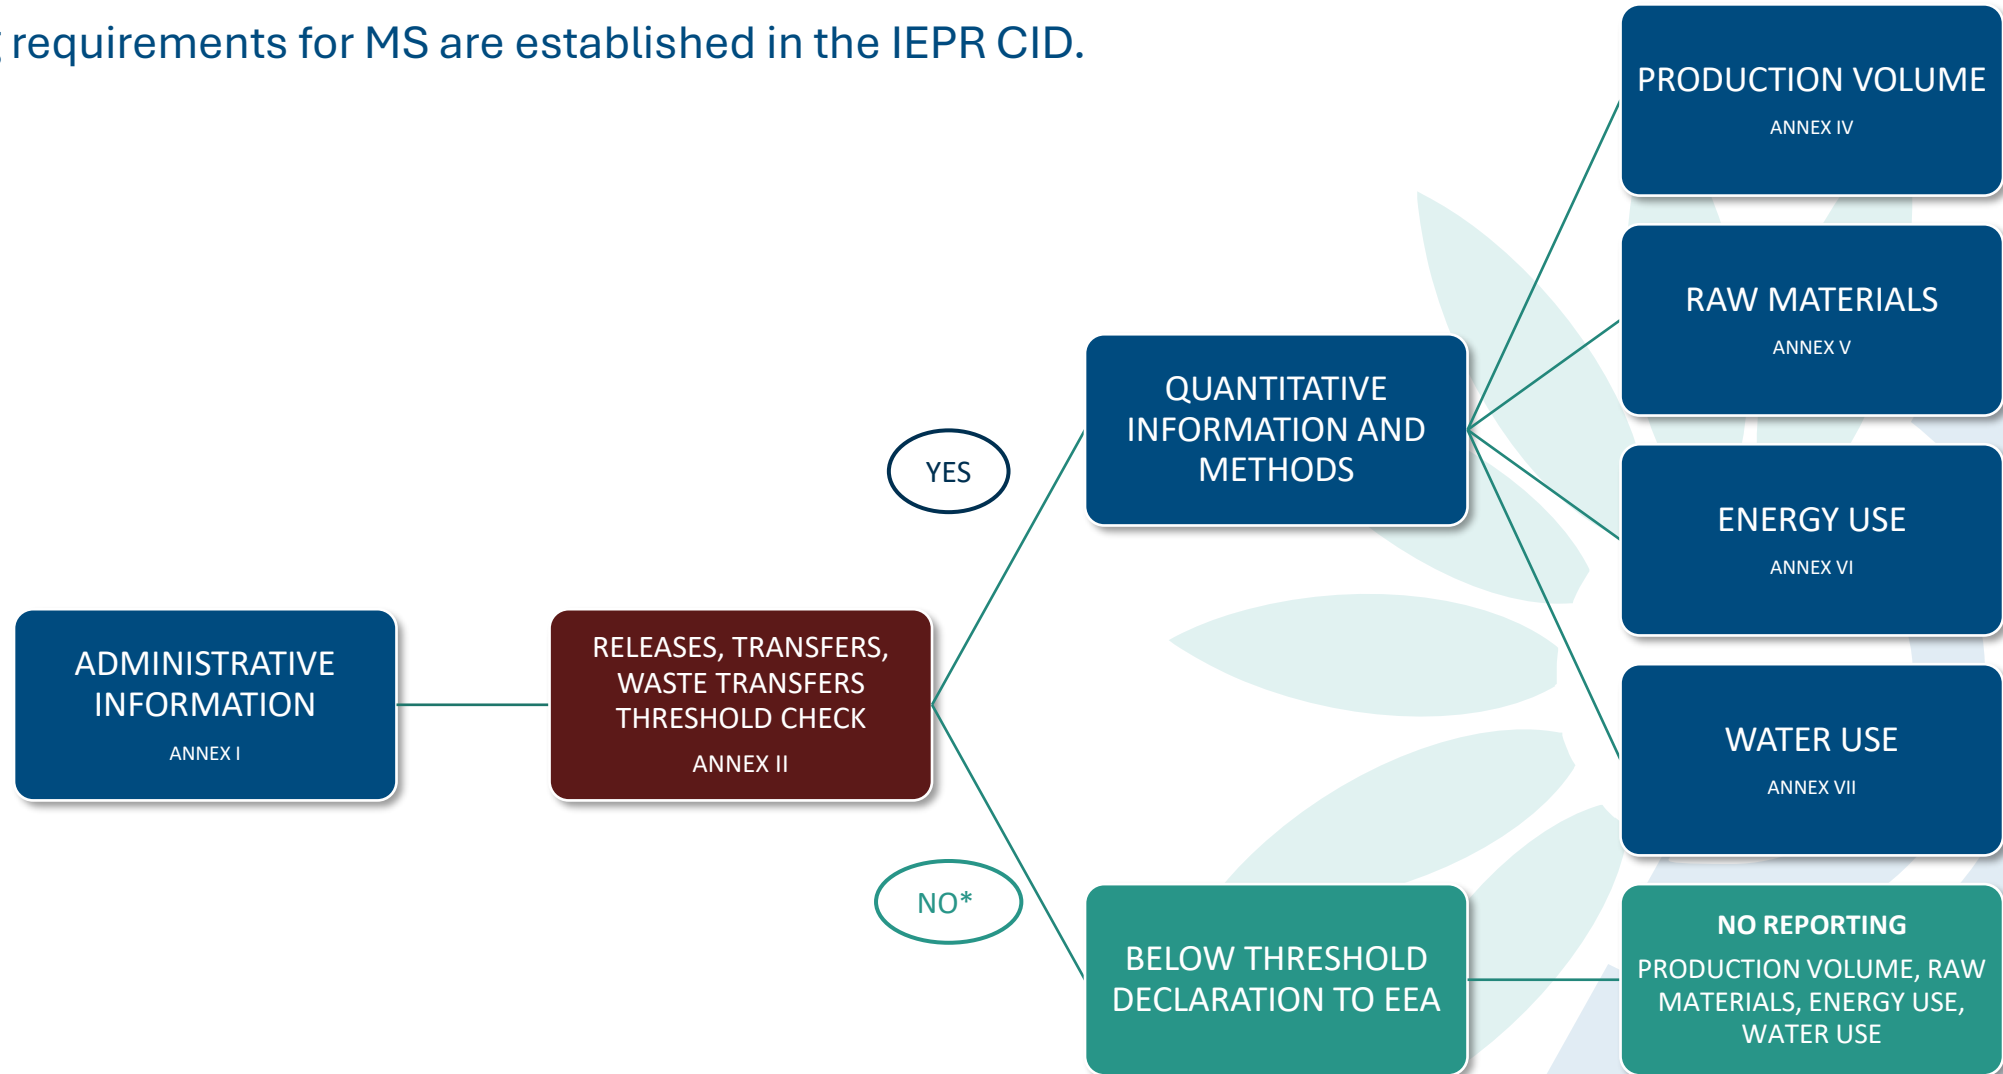 requirements for MS are established in the IEPR CID.
ADMINISTRATIVE
INFORMATION
ANNEX I
RELEASES, TRANSFERS,
WASTE TRANSFERS
THRESHOLD CHECK
ANNEX II
YES
NO*
QUANTITATIVE
INFORMATION AND
METHODS
BELOW THRESHOLD
DECLARATION TO EEA
PRODUCTION VOLUME
ANNEX IV
RAW MATERIALS
ANNEX V
ENERGY USE
ANNEX VI
WATER USE
ANNEX VII
NO REPORTING
PRODUCTION VOLUME, RAW
MATERIALS, ENERGY USE,
WATER USE